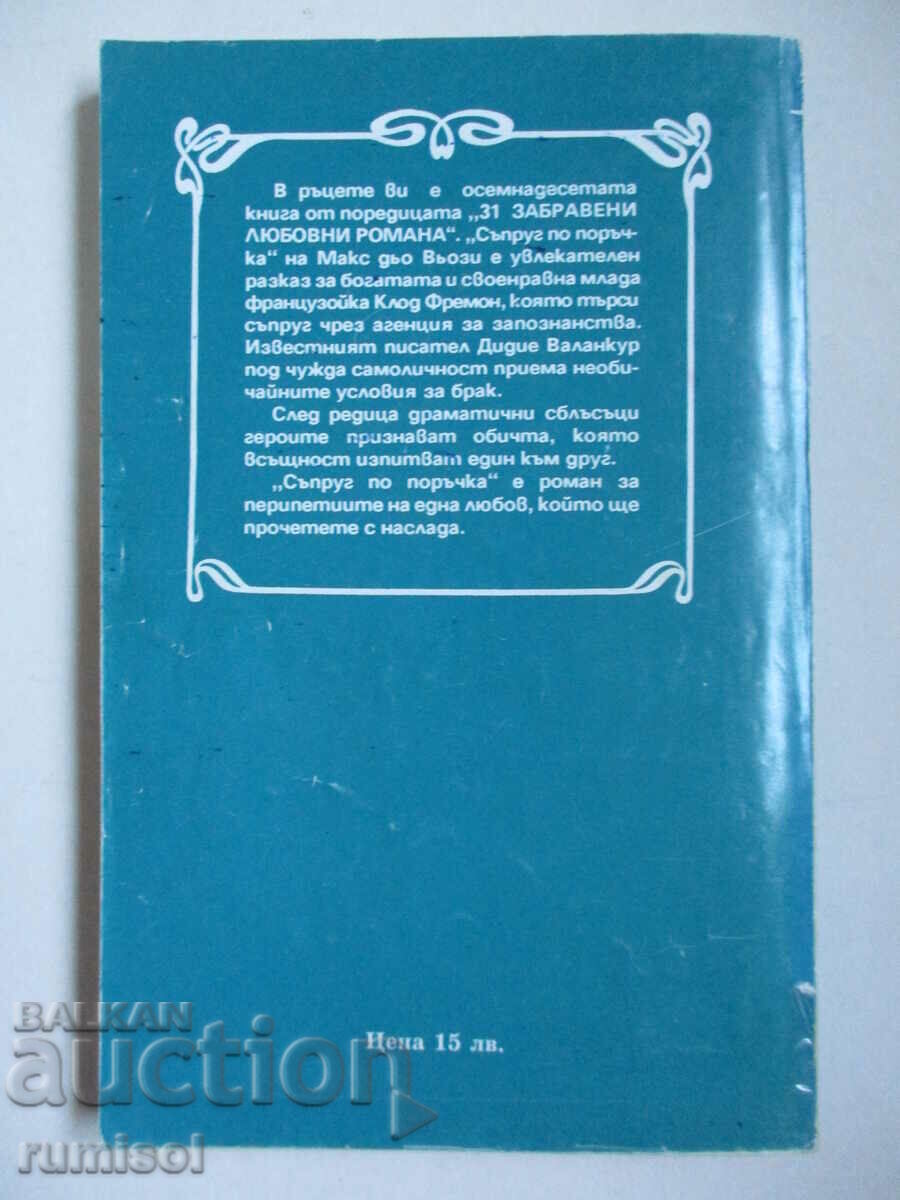 В ръцете ви е осемнадесетата
книга от поредицата „31 ЗАБРАВЕНИ
ЛЮБОВНИ РОМАНА“. „Съпруг по поръч-
ка“ на Макс дьо Вьози е увлекателен
разказ за богатата и своенравна млада
французойка Клод Фремон, която търси
съпруг чрез агенция за запознанства.
Известният писател Дидие Валанкур
под чужда самоличност приема необи-
чайните условия за брак.
След редица драматични сблъсъци
героите признават обичта, която
всъщност изпитват един към друг.
„Съпруг по поръчка“ е роман за
перипетиите на една любов, който ще
прочетете с наслада.
Цена 15 лв.
BALKAN
auction
rumisol